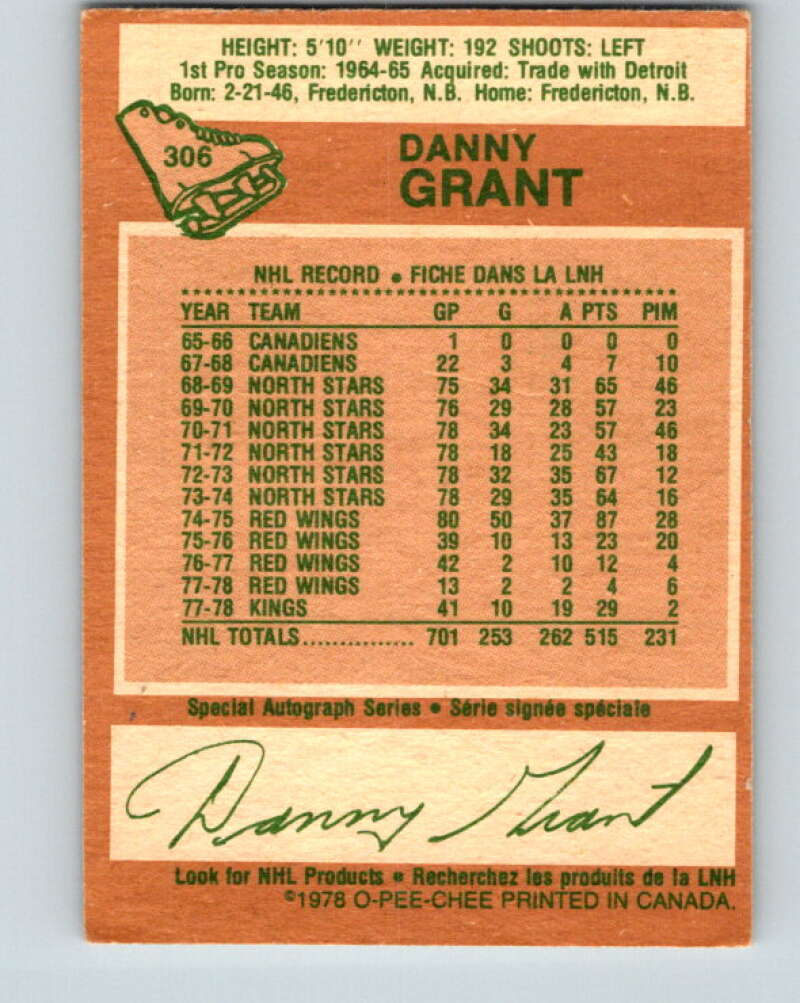 HEIGHT: 5'10'' WEIGHT: 192 SHOOTS: LEFT
1st Pro Season: 1964-65 Acquired: Trade with Detroit
Born: 2-21-46, Fredericton, N.B. Home: Fredericton, N.B.
306
DANNY
GRANT
NHL RECORD • FICHE DANS LA LNH
YEAR TEAM GP G A PTS PIM
65-66 CANADIENS 1 0 0 0 0
67-68 CANADIENS 22 3 4 7 10
68-69 NORTH STARS 75 34 31 65 46
69-70 NORTH STARS 76 29 28 57 23
70-71 NORTH STARS 78 34 23 57 46
71-72 NORTH STARS 78 18 25 43 18
72-73 NORTH STARS 78 32 35 67 12
73-74 NORTH STARS 78 29 35 64 16
74-75 RED WINGS 80 50 37 87 28
75-76 RED WINGS 39 10 13 23 20
76-77 RED WINGS 42 2 10 12 4
77-78 RED WINGS 13 2 2 4 6
77-78 KINGS 41 10 19 29 2
NHL TOTALS............... 701 253 262 515 231
Special Autograph Series • Série signée spéciale
Danny Grant
Look for NHL Products • Recherchez les produits de la LNH
©1978 O-PEE-CHEE PRINTED IN CANADA.